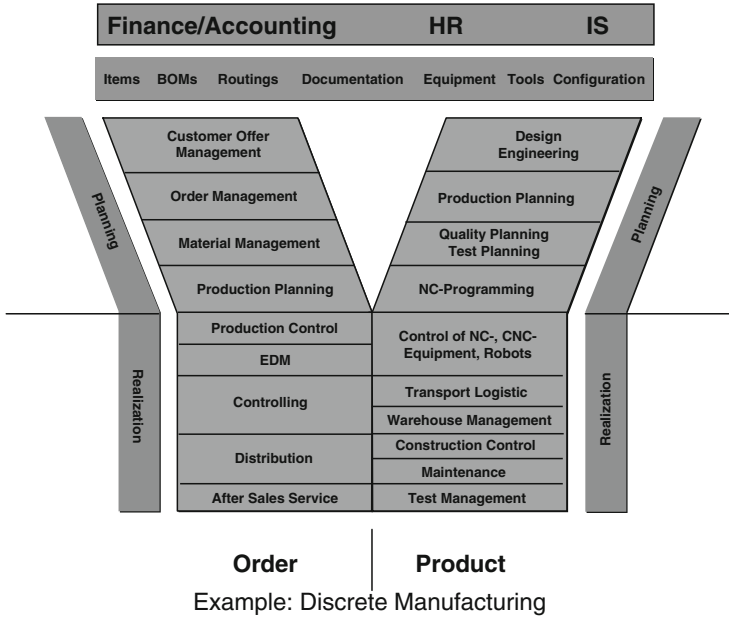 Finance/Accounting HR IS
Items BOMs Routings Documentation Equipment Tools Configuration
Planning
Customer Offer
Management
Order Management
Material Management
Production Planning
Design
Engineering
Production Planning
Quality Planning
Test Planning
NC-Programming
Planning
Realization
Production Control
EDM
Controlling
Distribution
After Sales Service
Control of NC-, CNC-
Equipment, Robots
Transport Logistic
Warehouse Management
Construction Control
Maintenance
Test Management
Realization
Order Product
Example: Discrete Manufacturing